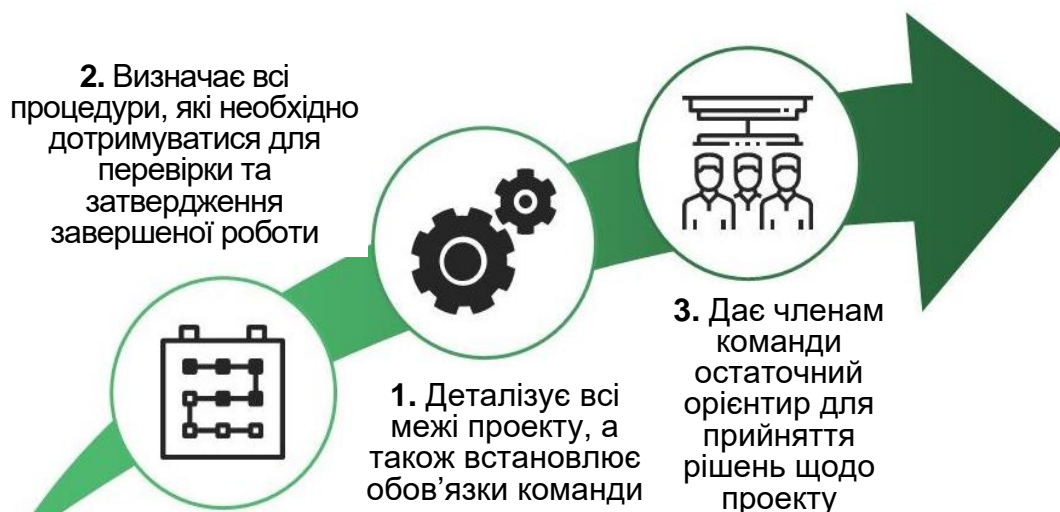 2. Визначає всі
процедури, які необхідно
дотримуватися для
перевірки та
затвердження
завершеної роботи
1. Деталізує всі
межі проекту, а
також встановлює
обов’язки команди
3. Дає членам
команди
остаточний
орієнтир для
прийняття
рішень щодо
проекту